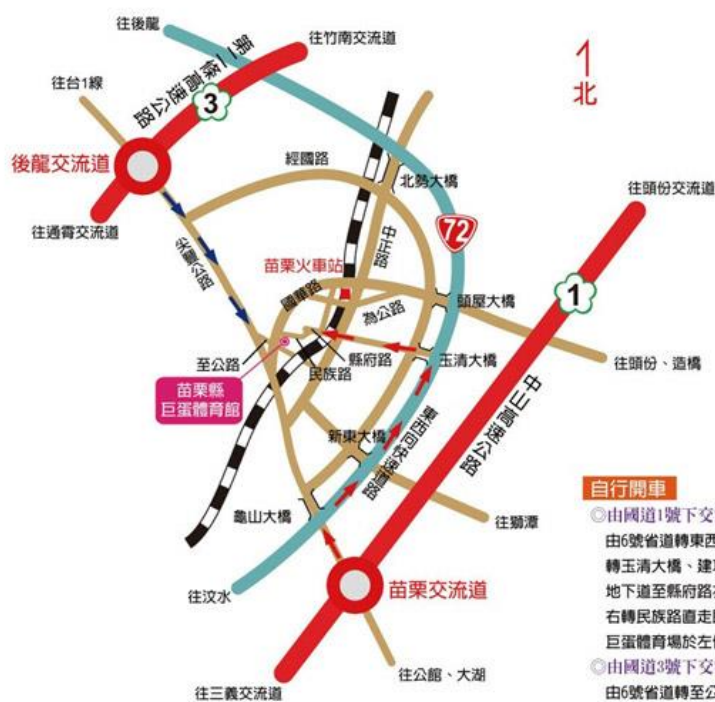 往後龍
往竹南交流道
第二條高速公路
3
往台1線
北
後龍交流道
經國路
北勢大橋
往頭份交流道
72
往通霄交流道
尖豐公路
中正路
苗栗火車站
國華路
1
頭屋大橋
為公路
至公路
縣府路
玉清大橋
往頭份、造橋
民族路
苗栗縣
巨蛋體育館
中山高速公路
新東大橋
東西向快速道路
龜山大橋
往獅潭
往汶水
苗栗交流道
往公館、大湖
往三義交流道
自行開車
◎由國道1號下交
由6號省道轉東西
轉玉清大橋、建
地下道至縣府路
右轉民族路直走
巨蛋體育場於左
◎由國道3號下交
由6號省道轉至公